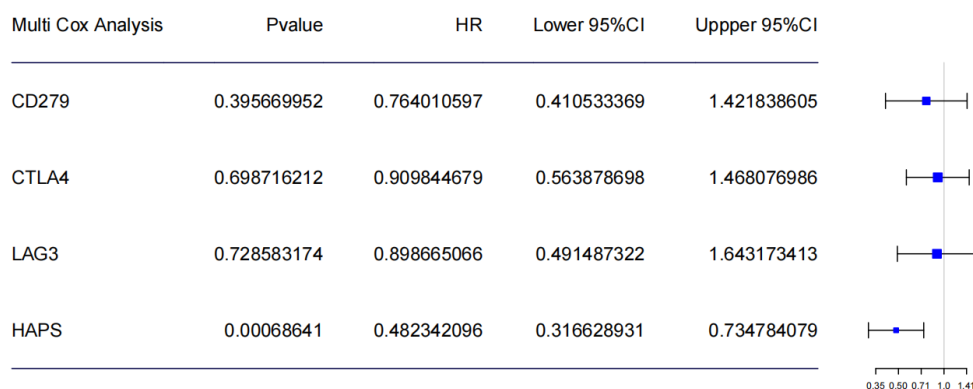 Multi Cox Analysis Pvalue HR Lower 95%CI Uppper 95%CI
CD279 0.395669952 0.764010597 0.410533369 1.421838605
CTLA4 0.698716212 0.909844679 0.563878698 1.468076986
LAG3 0.728583174 0.898665066 0.491487322 1.643173413
HAPS 0.00068641 0.482342096 0.316628931 0.734784079
0.35 0.50 0.71 1.0 1.41